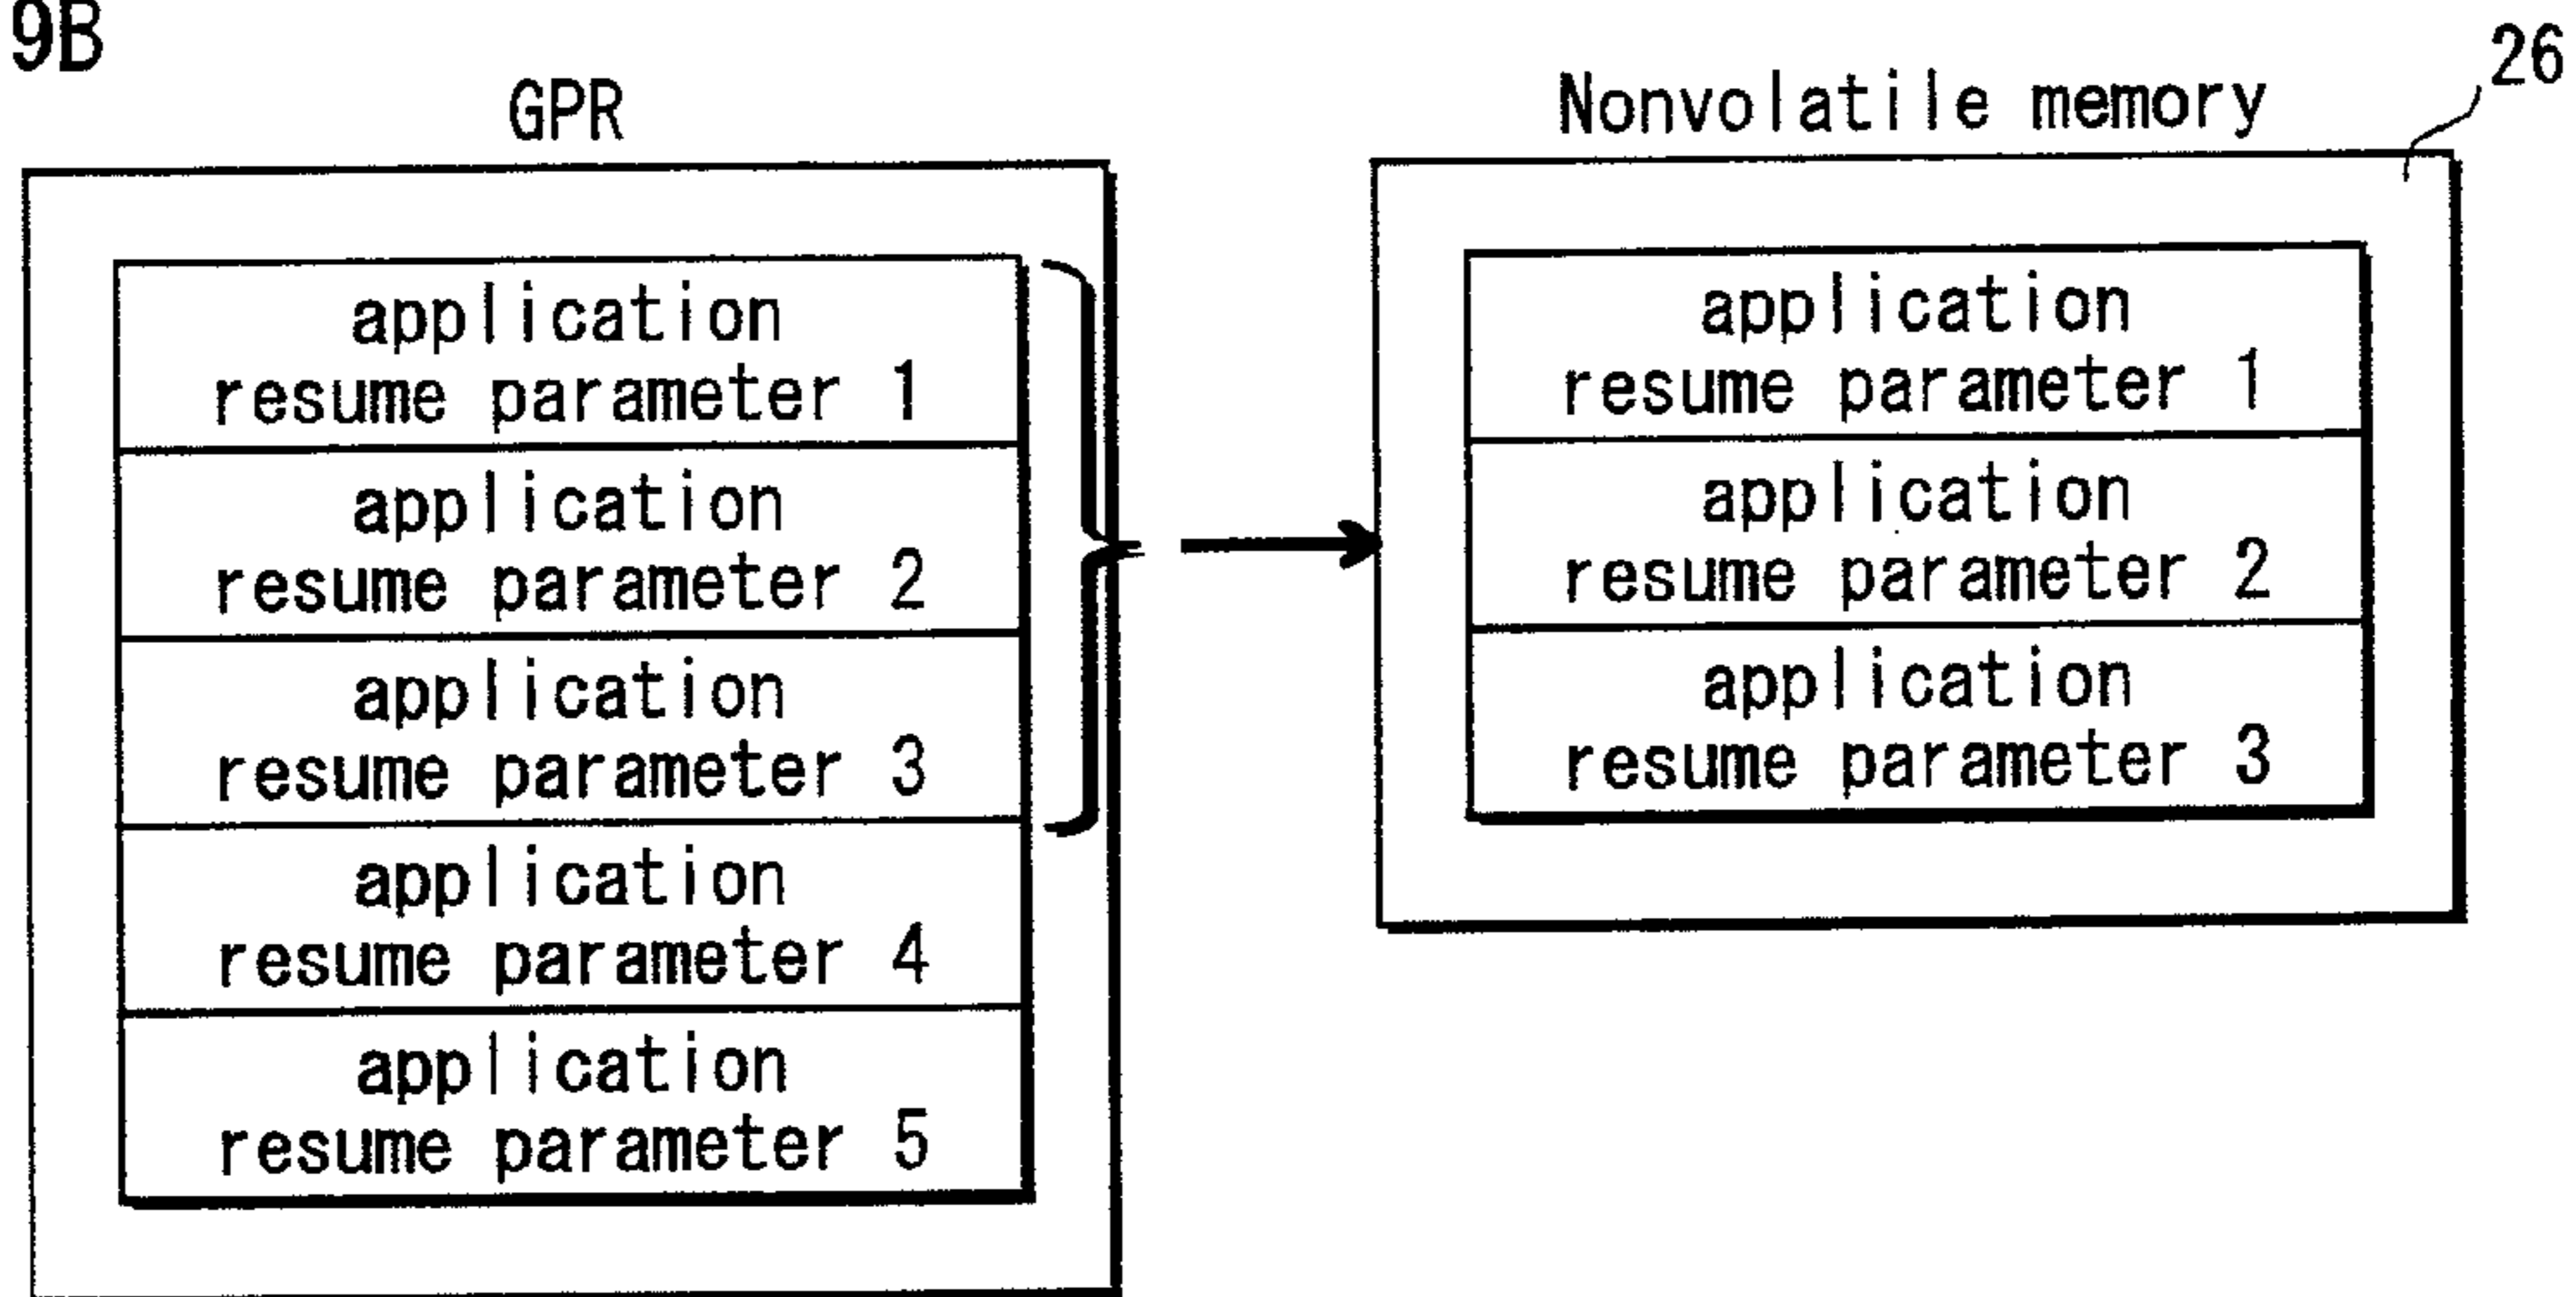 9B
GPR
application
resume parameter 1
application
resume parameter 2
application
resume parameter 3
application
resume parameter 4
application
resume parameter 5
Nonvolatile memory
26
application
resume parameter 1
application
resume parameter 2
application
resume parameter 3